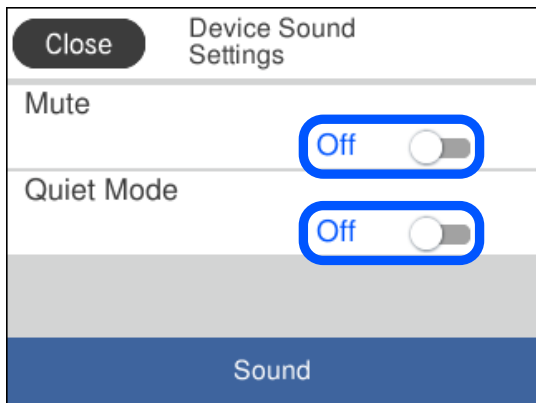 Close
Device Sound
Settings
Mute
Off
Quiet Mode
Off
Sound